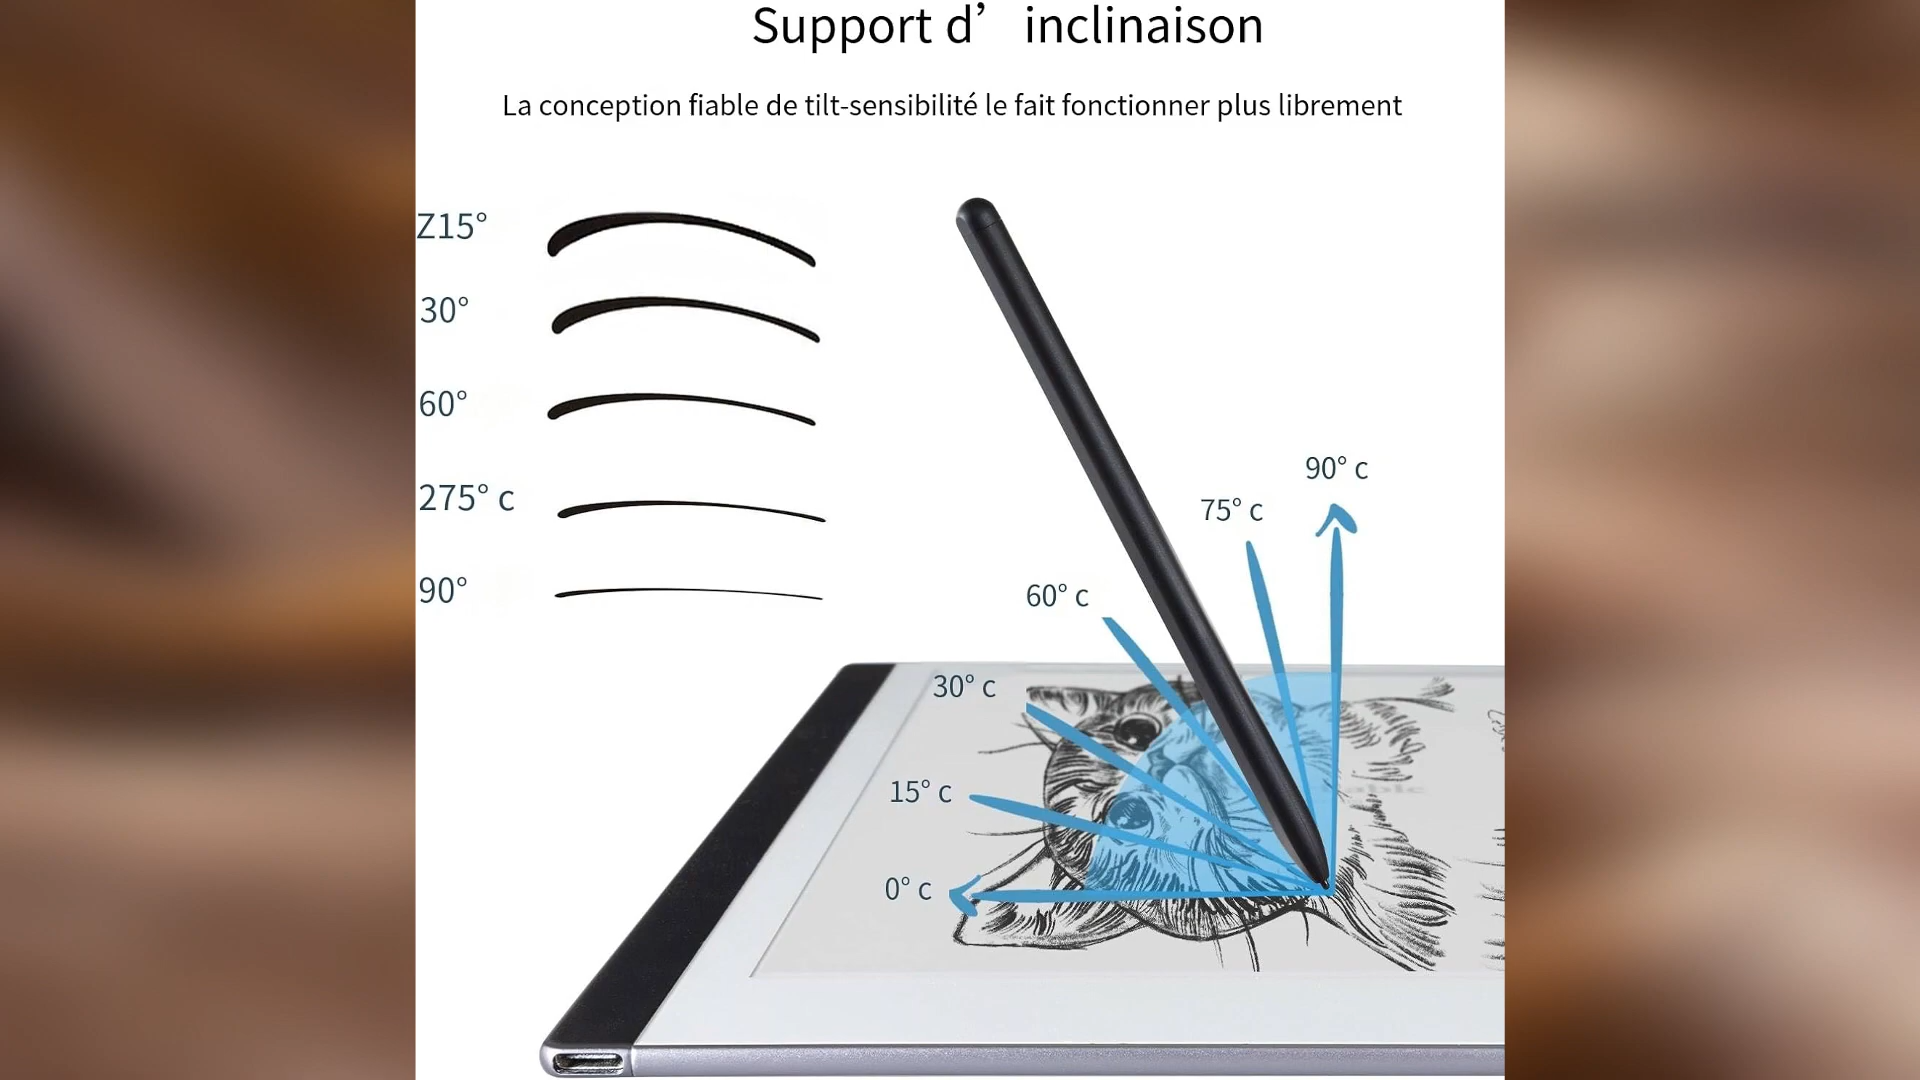 Support d’ inclinaison
La conception fiable de tilt-sensibilité le fait fonctionner plus librement
Z15°
30°
60°
275° c
90°
90° c
75° c
60° c
30° c
15° c
0° c